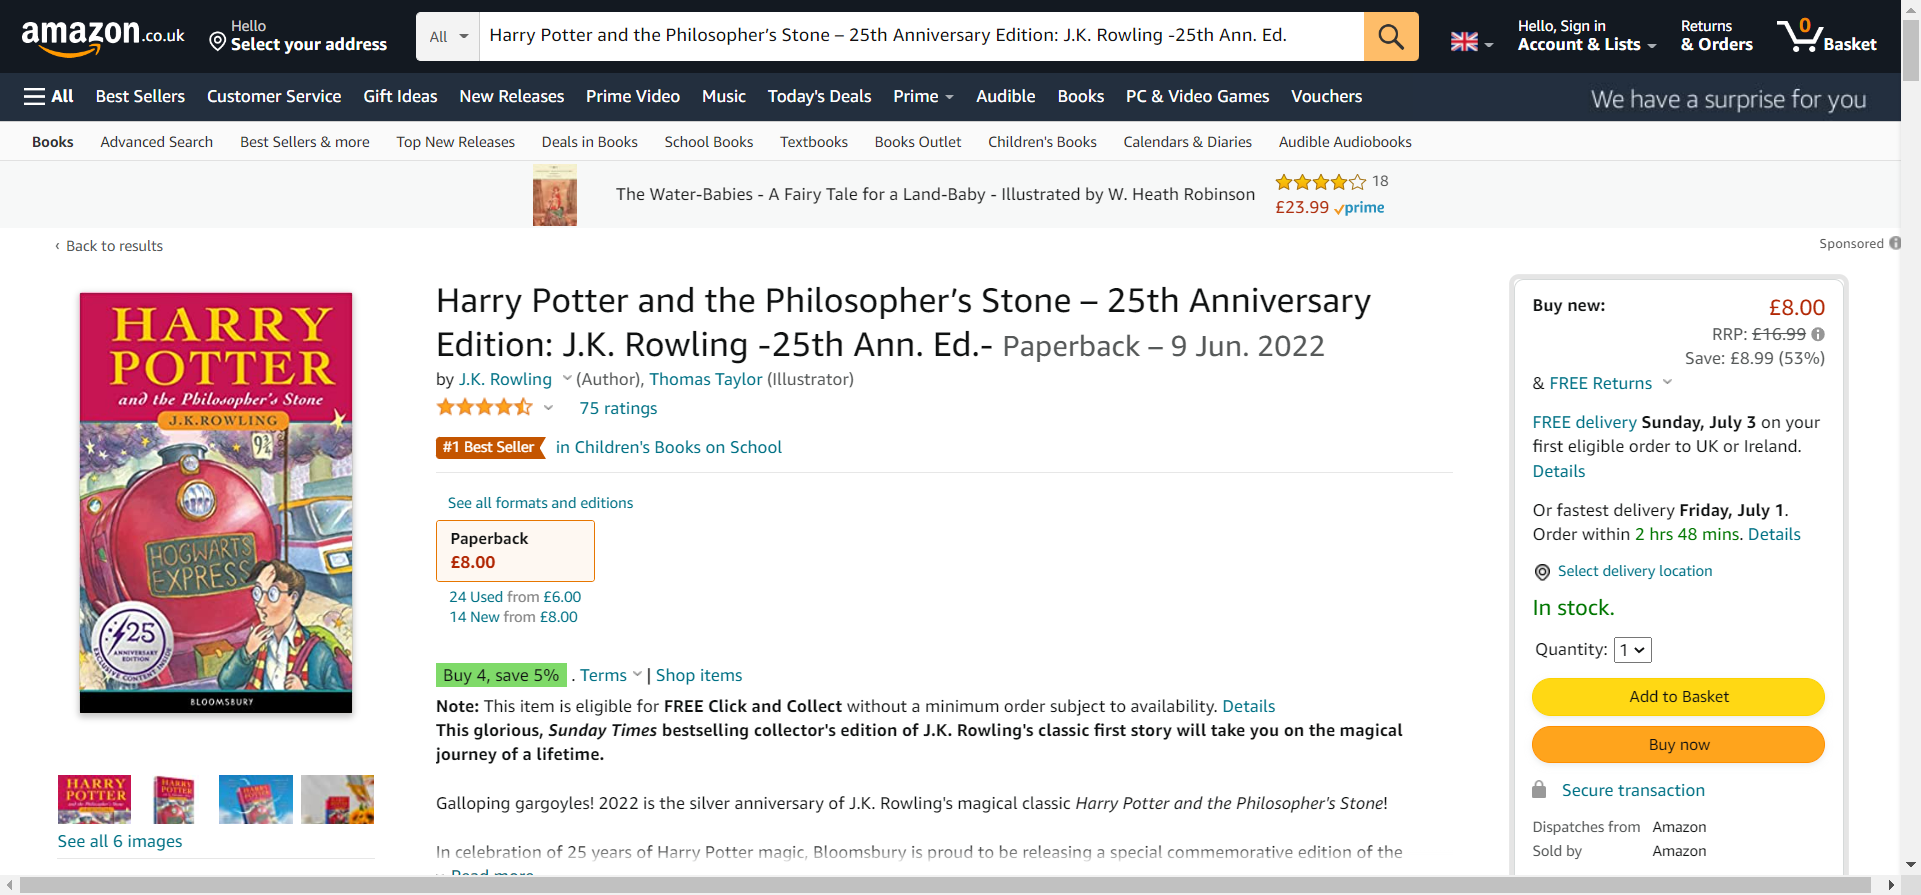 amazon.co.uk
Hello
Select your address
All
Harry Potter and the Philosopher's Stone – 25th Anniversary Edition: J.K. Rowling -25th Ann. Ed.
Hello, Sign in
Account & Lists
Returns
& Orders
0
Basket
All Best Sellers Customer Service Gift Ideas New Releases Prime Video Music Today's Deals Prime Audible Books PC & Video Games Vouchers
We have a surprise for you
Books Advanced Search Best Sellers & more Top New Releases Deals in Books School Books Textbooks Books Outlet Children's Books Calendars & Diaries Audible Audiobooks
The Water-Babies - A Fairy Tale for a Land-Baby - Illustrated by W. Heath Robinson
18
£23.99 prime
‹ Back to results
Sponsored
HARRY
POTTER
and the Philosopher's Stone
J.K.ROWLING
9¾
HOGWARTS
EXPRESS
25
ANNIVERSARY
EDITION
EXCLUSIVE CONTENT INSIDE
BLOOMSBURY
HARRY
POTTER
and the Philosopher's Stone
HARRY
POTTER
See all 6 images
Harry Potter and the Philosopher's Stone – 25th Anniversary
Edition: J.K. Rowling -25th Ann. Ed.- Paperback – 9 Jun. 2022
by J.K. Rowling (Author), Thomas Taylor (Illustrator)
75 ratings
#1 Best Seller in Children's Books on School
See all formats and editions
Paperback
£8.00
24 Used from £6.00
14 New from £8.00
Buy 4, save 5% . Terms | Shop items
Note: This item is eligible for FREE Click and Collect without a minimum order subject to availability. Details
This glorious, Sunday Times bestselling collector's edition of J.K. Rowling's classic first story will take you on the magical
journey of a lifetime.
Galloping gargoyles! 2022 is the silver anniversary of J.K. Rowling's magical classic Harry Potter and the Philosopher's Stone!
In celebration of 25 years of Harry Potter magic, Bloomsbury is proud to be releasing a special commemorative edition of the
Read more
Buy new:
£8.00
RRP: £16.99
Save: £8.99 (53%)
& FREE Returns
FREE delivery Sunday, July 3 on your
first eligible order to UK or Ireland.
Details
Or fastest delivery Friday, July 1.
Order within 2 hrs 48 mins. Details
Select delivery location
In stock.
Quantity: 1
Add to Basket
Buy now
Secure transaction
Dispatches from Amazon
Sold by Amazon